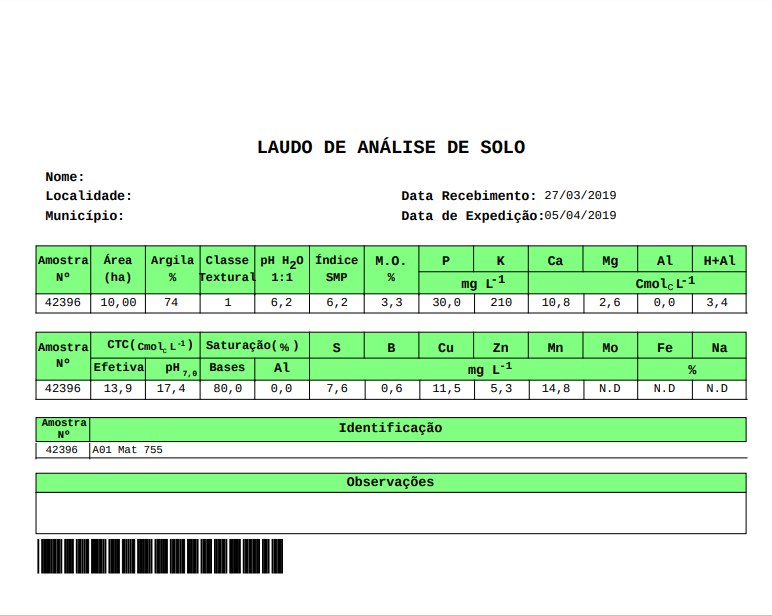 LAUDO DE ANÁLISE DE SOLO
Nome:
Localidade: Data Recebimento: 27/03/2019
Município: Data de Expedição:05/04/2019
Amostra Área Argila Classe pH H2O Índice M.O. P K Ca Mg Al H+Al
Nº (ha) % Textural 1:1 SMP % mg L-1 CmolC L-1
42396 10,00 74 1 6,2 6,2 3,3 30,0 210 10,8 2,6 0,0 3,4
Amostra CTC(CmolC L-1) Saturação(%) S B Cu Zn Mn Mo Fe Na
Nº Efetiva pH 7,0 Bases Al mg L-1 %
42396 13,9 17,4 80,0 0,0 7,6 0,6 11,5 5,3 14,8 N.D N.D N.D
Amostra Nº Identificação
42396 A01 Mat 755
Observações